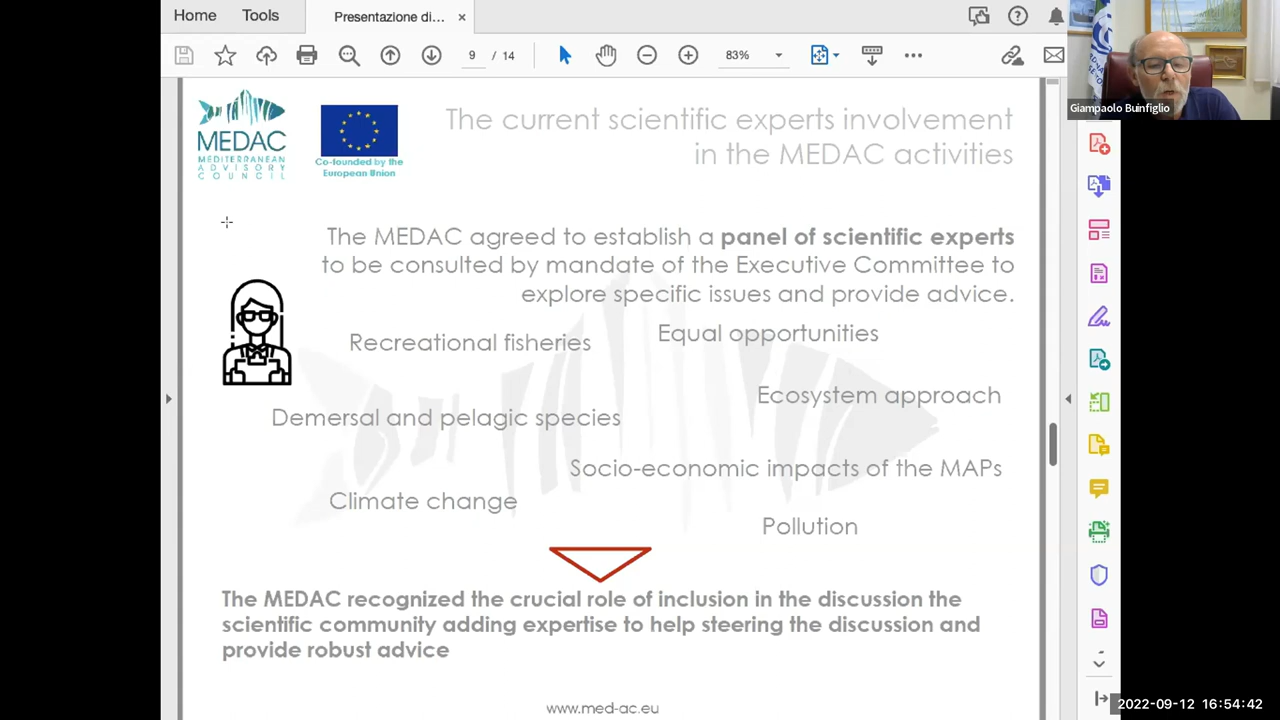 Home
Tools
Presentazione di...
×
9 / 14
83%
Giampaolo Buinfiglio
MEDAC
MEDITERRANEAN
ADVISORY
COUNCIL
Co-founded by the
European Union
The current scientific experts involvement
in the MEDAC activities
The MEDAC agreed to establish a panel of scientific experts
to be consulted by mandate of the Executive Committee to
explore specific issues and provide advice.
Recreational fisheries
Equal opportunities
Ecosystem approach
Demersal and pelagic species
Socio-economic impacts of the MAPs
Climate change
Pollution
The MEDAC recognized the crucial role of inclusion in the discussion the
scientific community adding expertise to help steering the discussion and
provide robust advice
www.med-ac.eu
2022-09-12 16:54:42